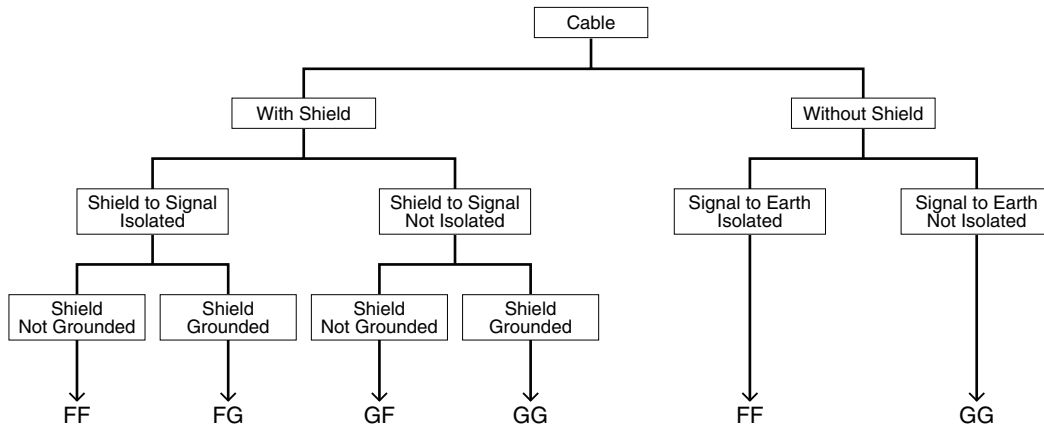 Cable
With Shield
Without Shield
Shield to Signal
Isolated
Shield to Signal
Not Isolated
Signal to Earth
Isolated
Signal to Earth
Not Isolated
Shield
Not Grounded
Shield
Grounded
Shield
Not Grounded
Shield
Grounded
FF
FG
GF
GG
FF
GG